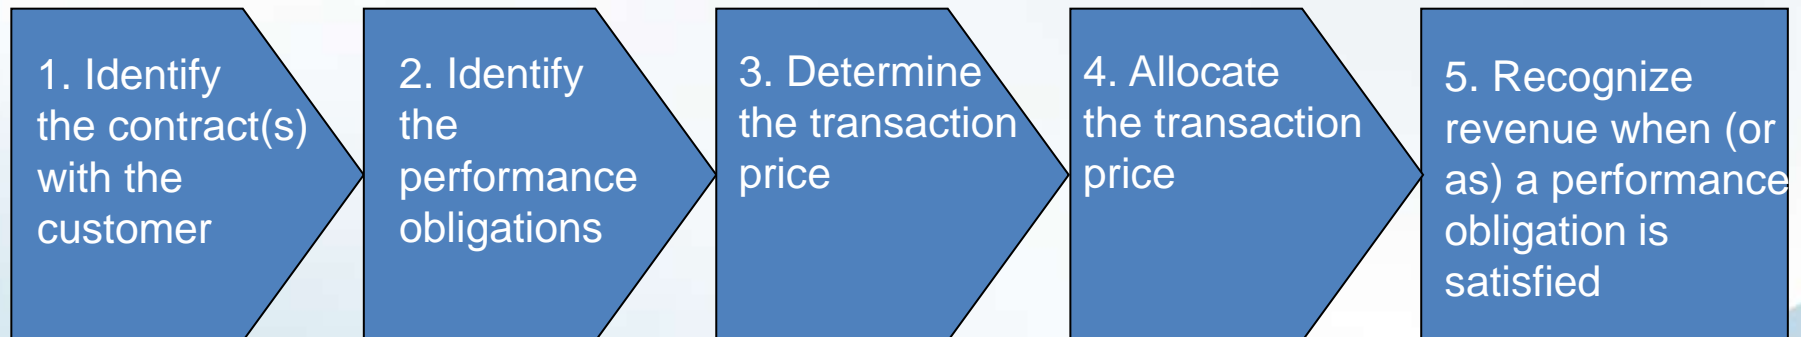 1. Identify
the contract(s)
with the
customer
2. Identify
the
performance
obligations
3. Determine
the transaction
price
4. Allocate
the transaction
price
5. Recognize
revenue when (or
as) a performance
obligation is
satisfied